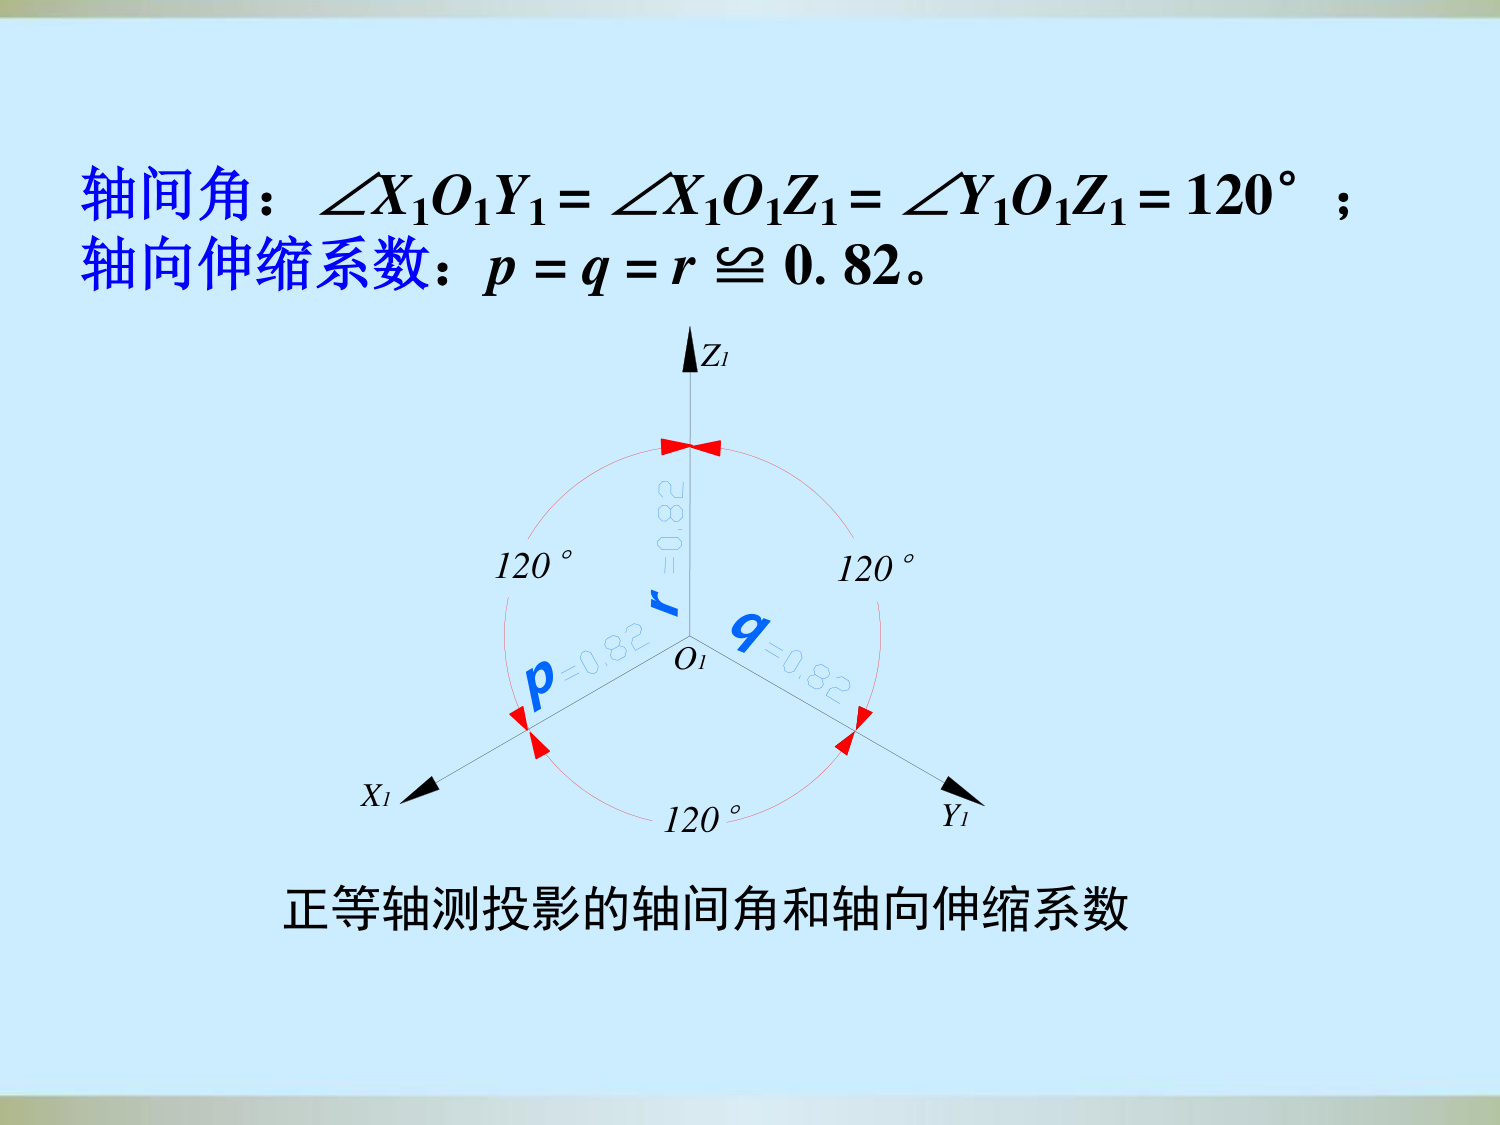 轴间角：∠X₁O₁Y₁ = ∠X₁O₁Z₁ = ∠Y₁O₁Z₁ = 120°；
轴向伸缩系数：p = q = r ≌ 0. 82。
Z1
r =0.82
120°
120°
p =0.82
q =0.82
O1
X1
Y1
120°
正等轴测投影的轴间角和轴向伸缩系数